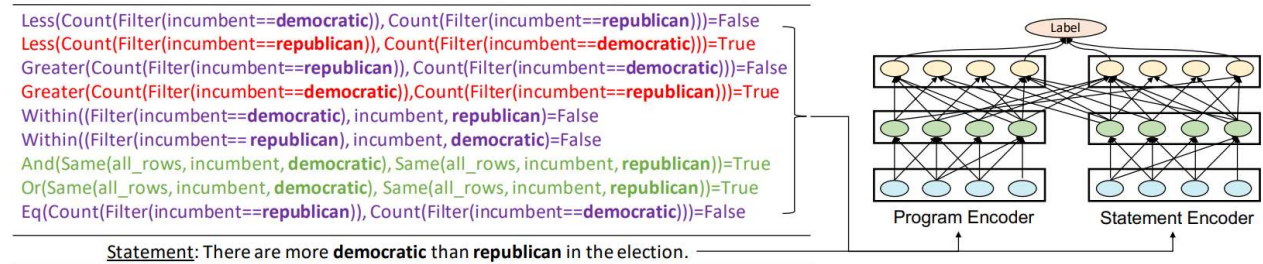 Less(Count(Filter(incumbent==democratic)), Count(Filter(incumbent==republican)))=False
Less(Count(Filter(incumbent==republican)), Count(Filter(incumbent==democratic)))=True
Greater(Count(Filter(incumbent==republican)), Count(Filter(incumbent==democratic)))=False
Greater(Count(Filter(incumbent==democratic)),Count(Filter(incumbent==republican)))=True
Within((Filter(incumbent==democratic), incumbent, republican)=False
Within((Filter(incumbent== republican), incumbent, democratic)=False
And(Same(all_rows, incumbent, democratic), Same(all_rows, incumbent, republican))=True
Or(Same(all_rows, incumbent, democratic), Same(all_rows, incumbent, republican))=True
Eq(Count(Filter(incumbent==republican)), Count(Filter(incumbent==democratic)))=False
Statement: There are more democratic than republican in the election.
Label
Program Encoder
Statement Encoder